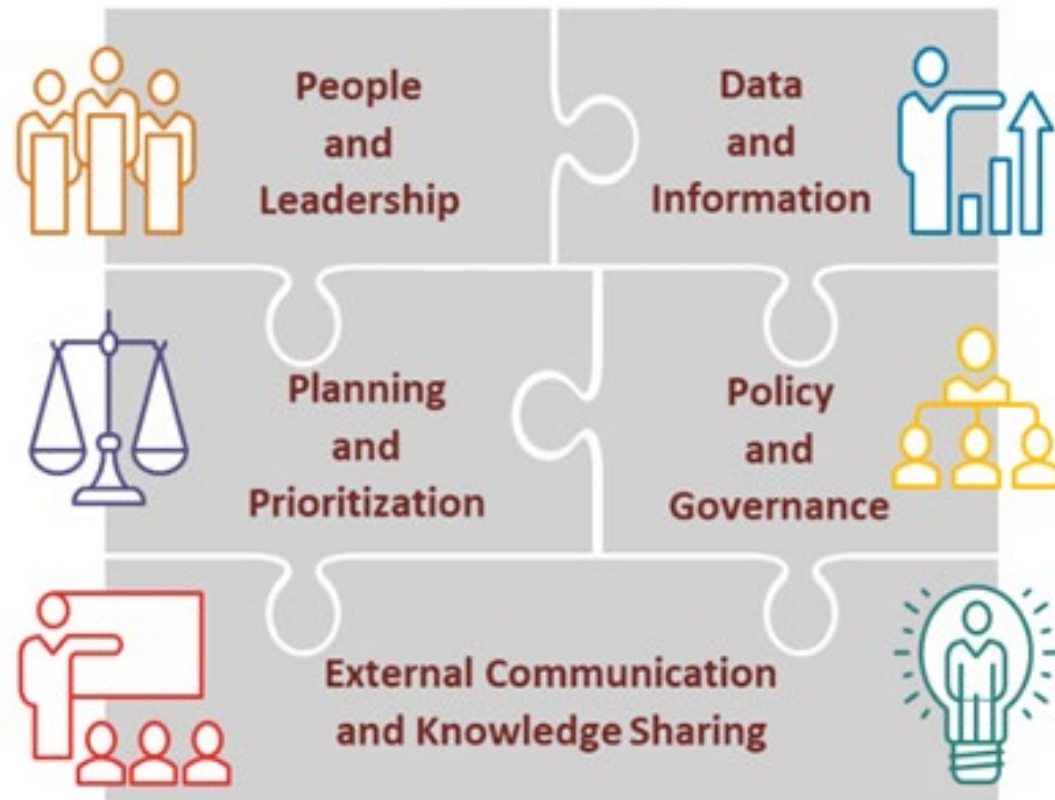 People
and
Leadership
Data
and
Information
Planning
and
Prioritization
Policy
and
Governance
External Communication
and Knowledge Sharing